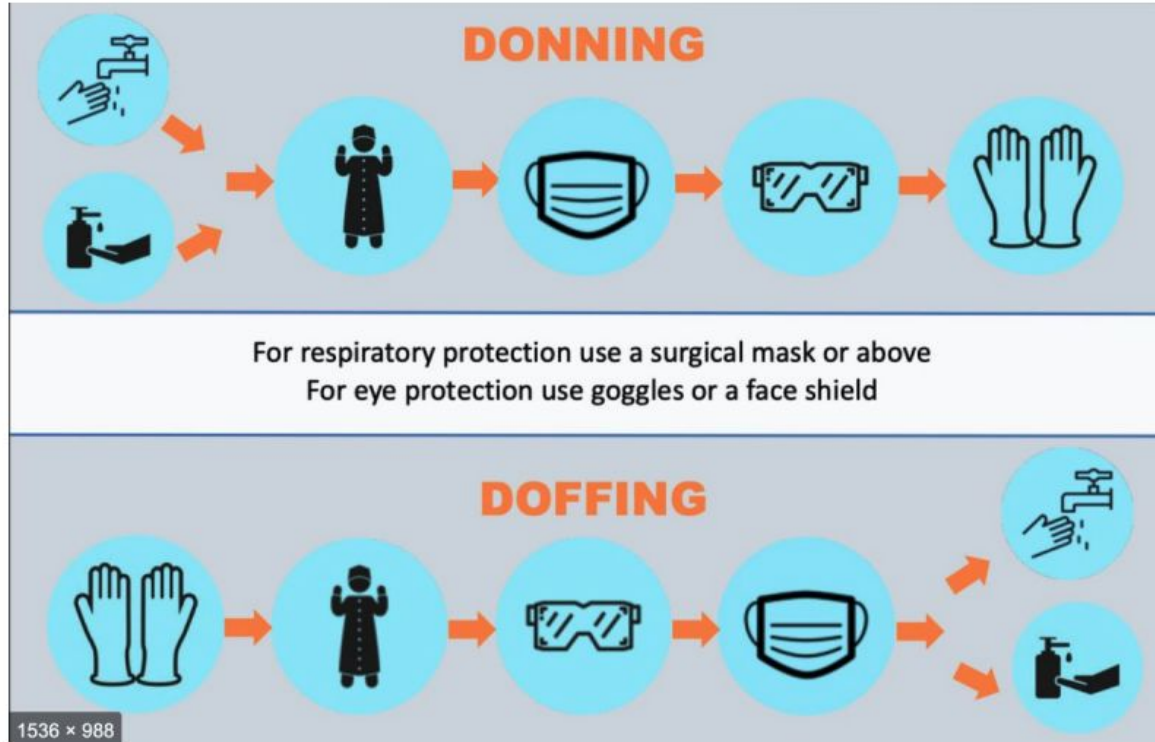 DONNING
For respiratory protection use a surgical mask or above
For eye protection use goggles or a face shield
DOFFING
1536 × 988